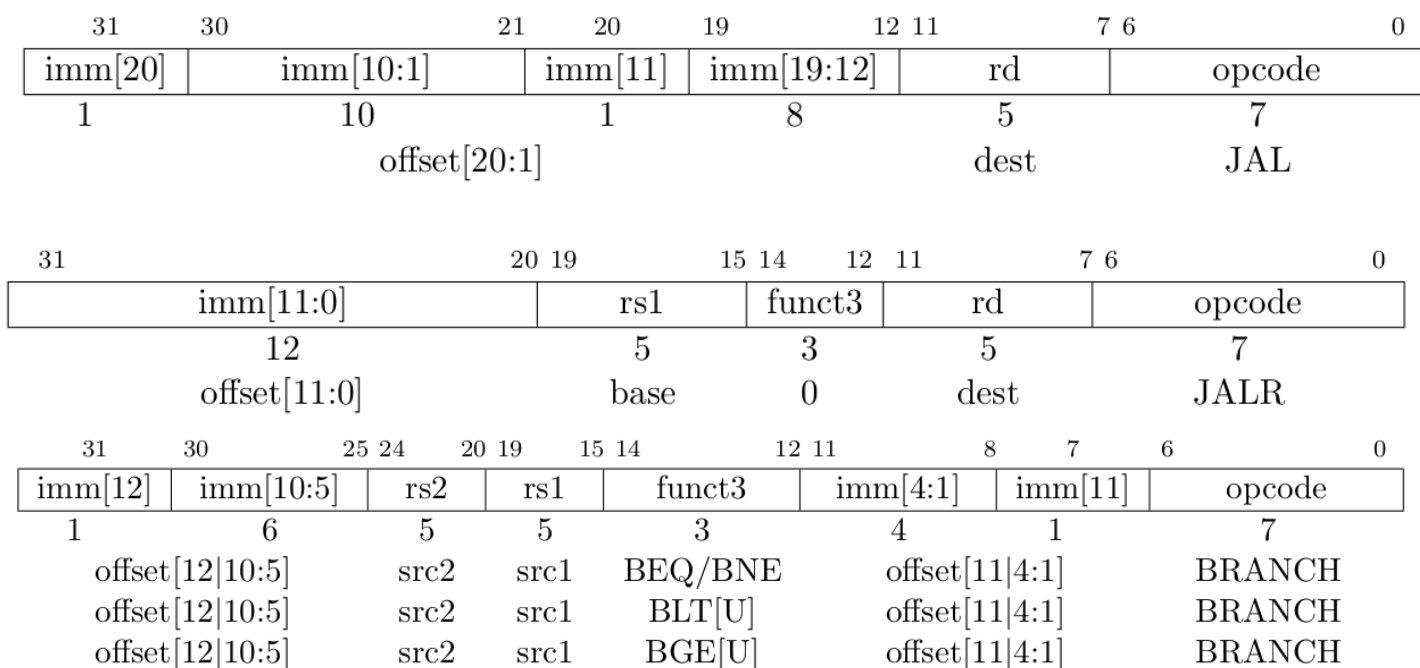 31 30 21 20 19 12 11 7 6 0
imm[20] imm[10:1] imm[11] imm[19:12] rd opcode
1 10 1 8 5 7
offset[20:1] dest JAL
31 20 19 15 14 12 11 7 6 0
imm[11:0] rs1 funct3 rd opcode
12 5 3 5 7
offset[11:0] base 0 dest JALR
31 30 25 24 20 19 15 14 12 11 8 7 6 0
imm[12] imm[10:5] rs2 rs1 funct3 imm[4:1] imm[11] opcode
1 6 5 5 3 4 1 7
offset[12|10:5] src2 src1 BEQ/BNE offset[11|4:1] BRANCH
offset[12|10:5] src2 src1 BLT[U] offset[11|4:1] BRANCH
offset[12|10:5] src2 src1 BGE[U] offset[11|4:1] BRANCH